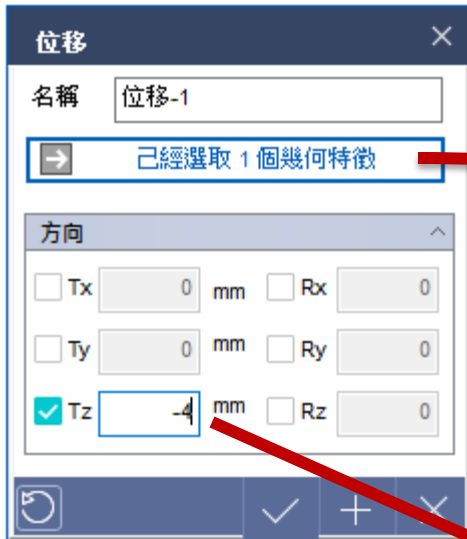 位移
名稱 位移-1
已經選取 1 個幾何特徵
方向
Tx 0 mm Rx 0
Ty 0 mm Ry 0
Tz -4 mm Rz 0